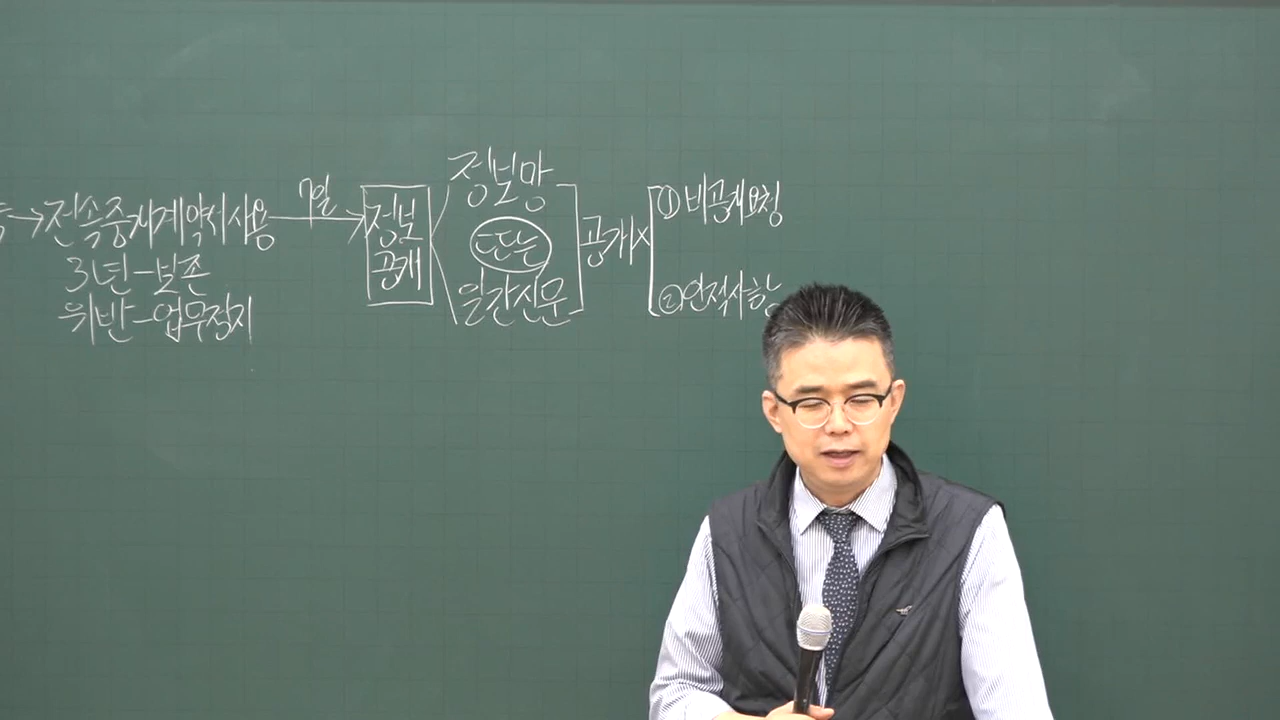 →전속중개계약서사용
3년-보존
위반-업무정지
7일
정보
공개
정보망
또는
일간신문
공개×
①비공개요청
②인적사항